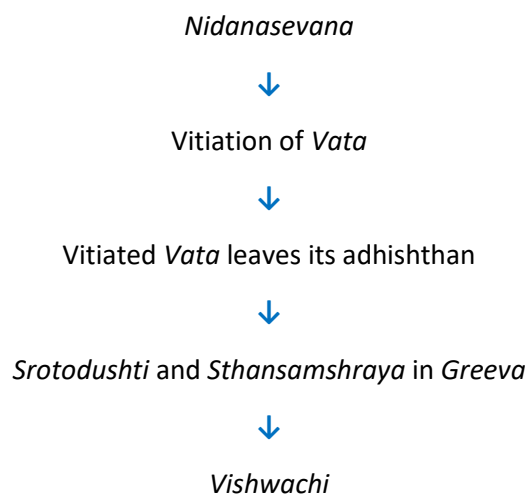 Nidanasevana
↓
Vitiation of Vata
↓
Vitiated Vata leaves its adhishthan
↓
Srotodushti and Sthansamshraya in Greeva
↓
Vishwachi